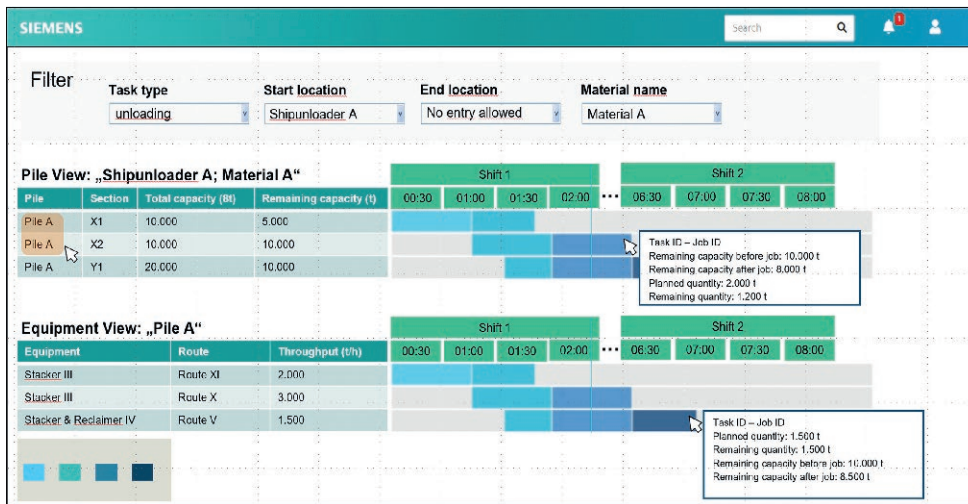 SIEMENS
Search
1
Filter
Task type
Start location
End location
Material name
unloading
Shipunloader A
No entry allowed
Material A
Pile View: „Shipunloader A; Material A“
Shift 1
Shift 2
Pile Section Total capacity (8t) Remaining capacity (t)
00:30 01:00 01:30 02:00 ••• 06:30 07:00 07:30 08:00
Pile A X1 10.000 5.000
Pile A X2 10.000 10.000
Pile A Y1 20.000 10.000
Task ID – Job ID
Remaining capacity before job: 10.000 t
Remaining capacity after job: 8.000 t
Planned quantity: 2.000 t
Remaining quantity: 1.200 t
Equipment View: „Pile A“
Shift 1
Shift 2
Equipment Route Throughput (t/h)
00:30 01:00 01:30 02:00 ••• 06:30 07:00 07:30 08:00
Stacker III Route XI 2.000
Stacker III Route X 3.000
Stacker & Reclaimer IV Route V 1.500
Task ID – Job ID
Planned quantity: 1.500 t
Remaining quantity: 1.500 t
Remaining capacity before job: 10.000 t
Remaining capacity after job: 8.500 t